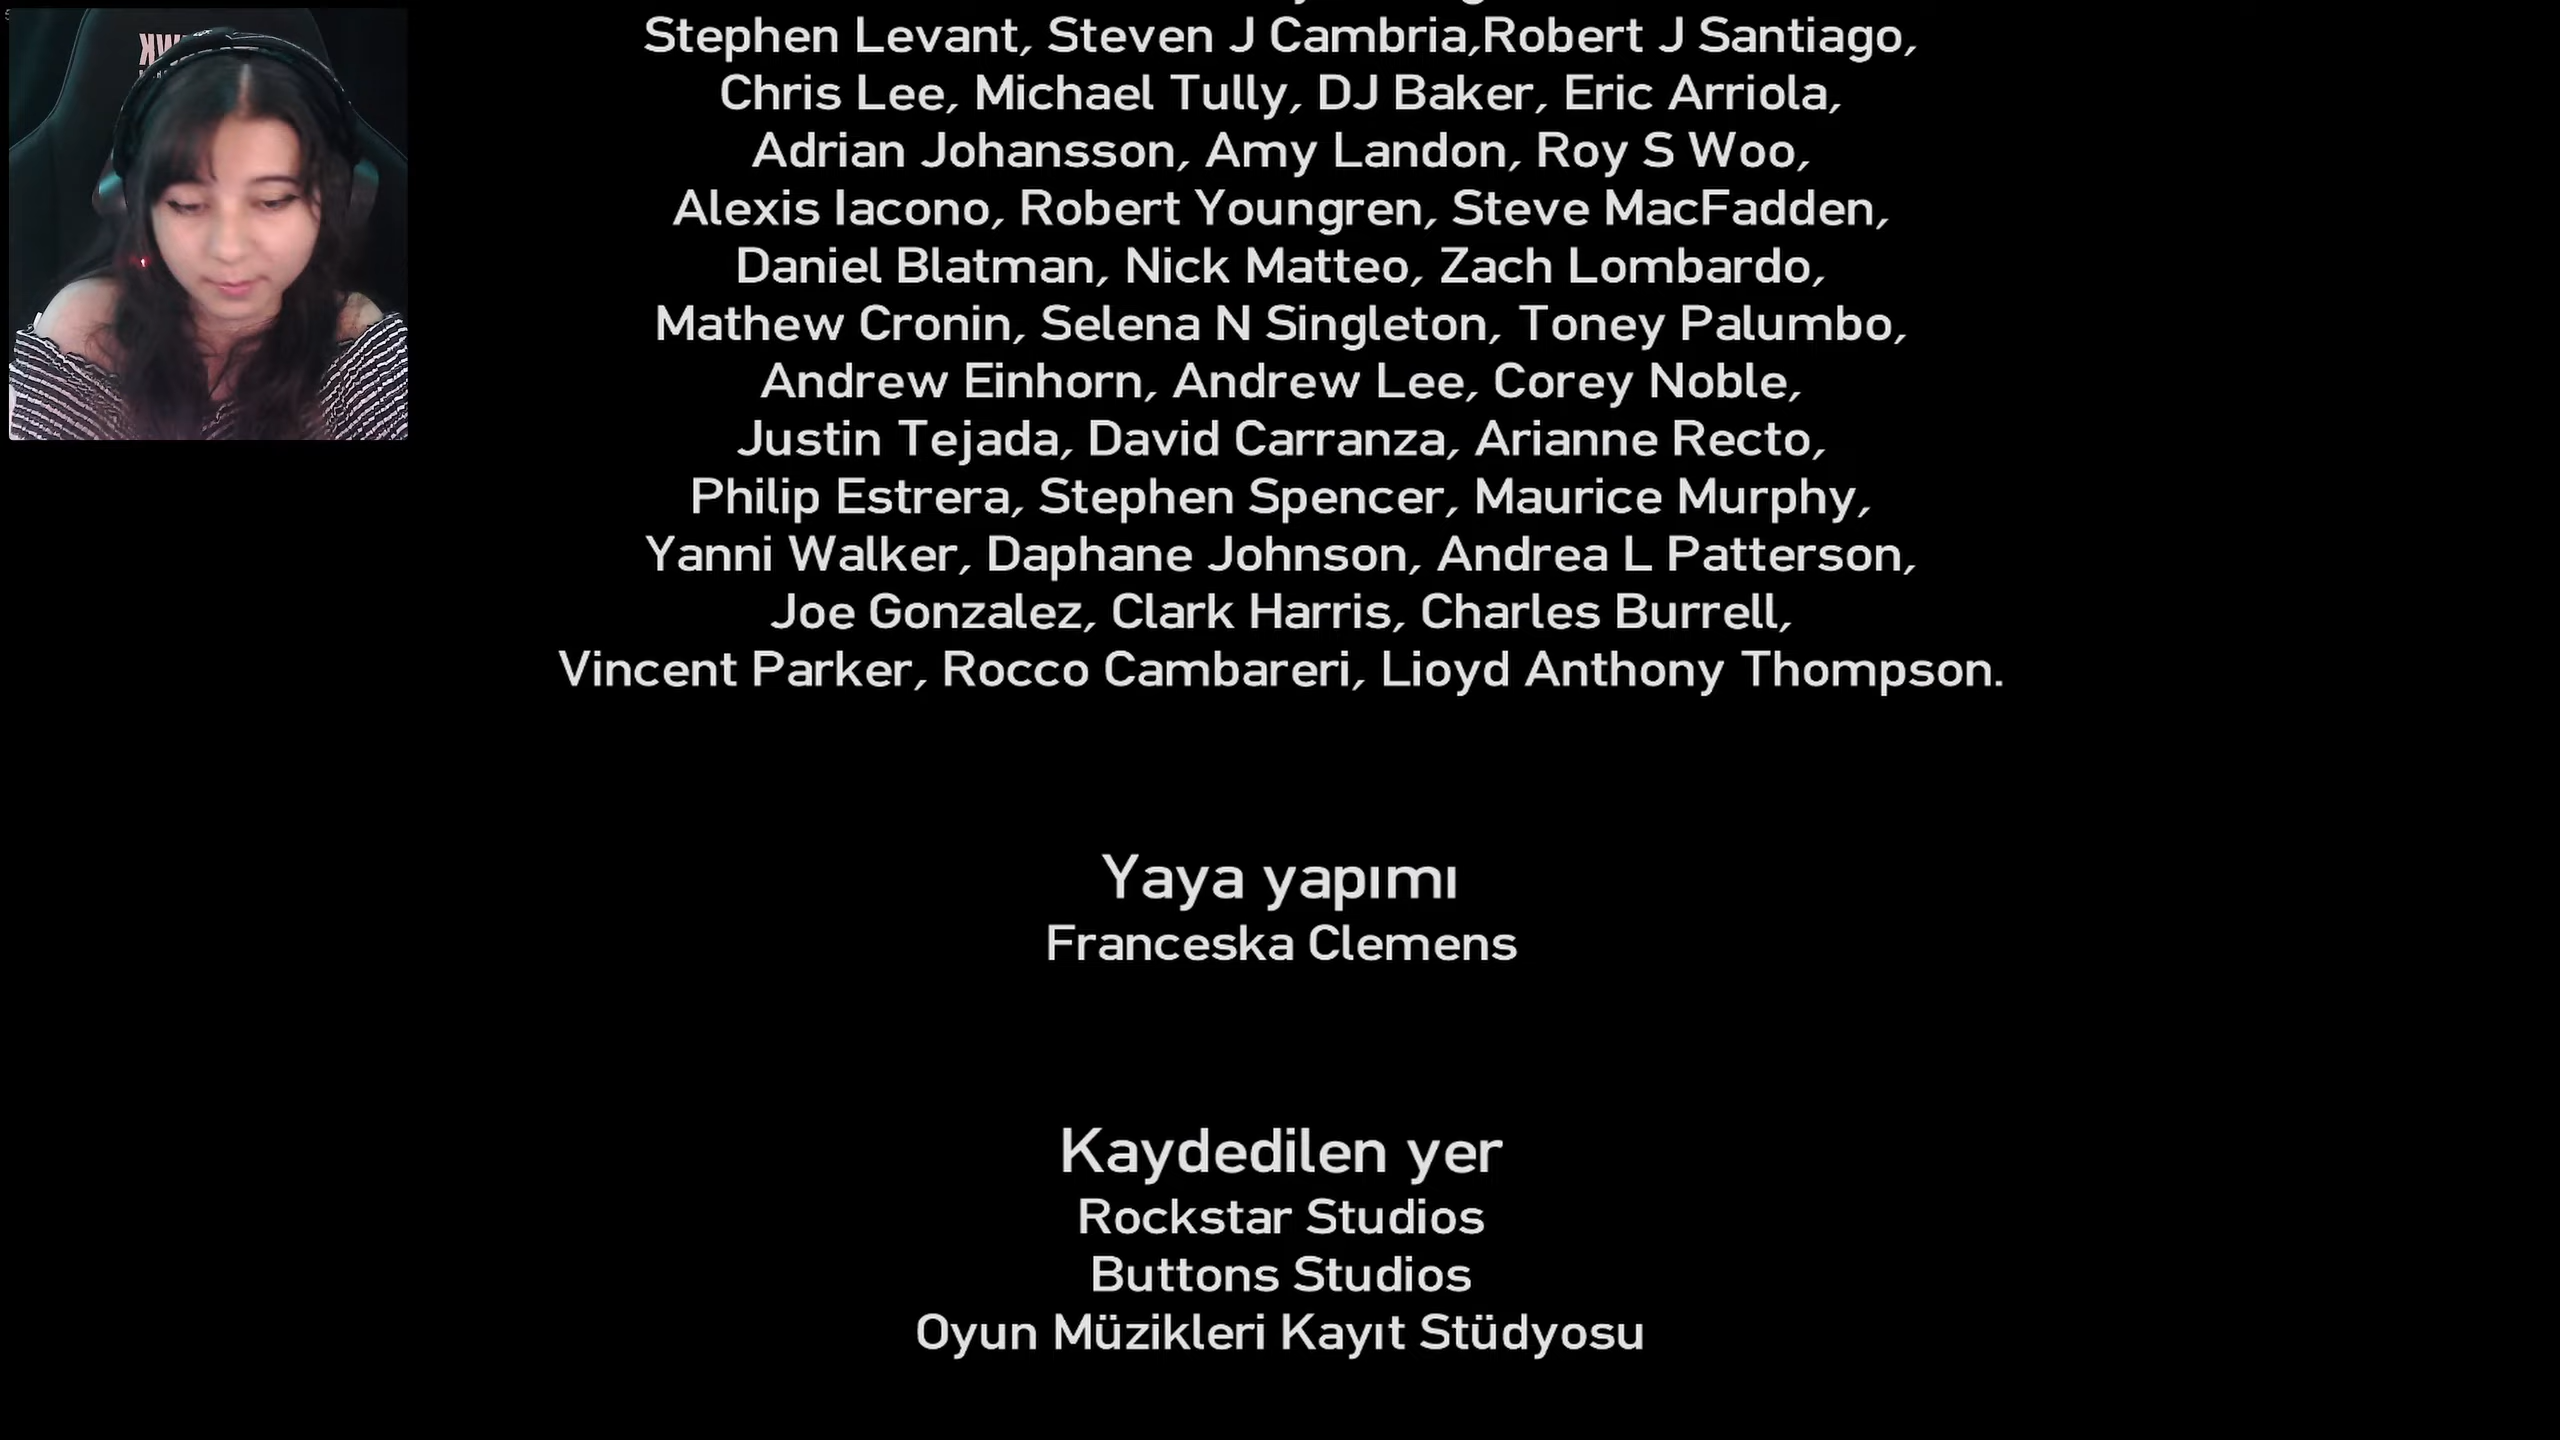 Stephen Levant, Steven J Cambria,Robert J Santiago,
Chris Lee, Michael Tully, DJ Baker, Eric Arriola,
Adrian Johansson, Amy Landon, Roy S Woo,
Alexis Iacono, Robert Youngren, Steve MacFadden,
Daniel Blatman, Nick Matteo, Zach Lombardo,
Mathew Cronin, Selena N Singleton, Toney Palumbo,
Andrew Einhorn, Andrew Lee, Corey Noble,
Justin Tejada, David Carranza, Arianne Recto,
Philip Estrera, Stephen Spencer, Maurice Murphy,
Yanni Walker, Daphane Johnson, Andrea L Patterson,
Joe Gonzalez, Clark Harris, Charles Burrell,
Vincent Parker, Rocco Cambareri, Lioyd Anthony Thompson.
Yaya yapımı
Franceska Clemens
Kaydedilen yer
Rockstar Studios
Buttons Studios
Oyun Müzikleri Kayıt Stüdyosu